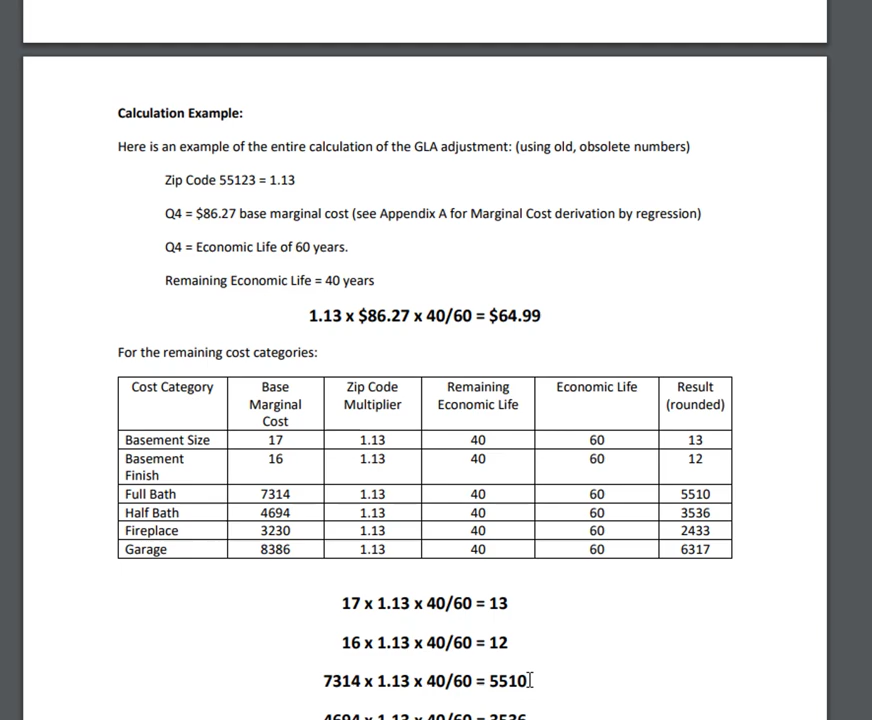 Calculation Example:
Here is an example of the entire calculation of the GLA adjustment: (using old, obsolete numbers)
Zip Code 55123 = 1.13
Q4 = $86.27 base marginal cost (see Appendix A for Marginal Cost derivation by regression)
Q4 = Economic Life of 60 years.
Remaining Economic Life = 40 years
1.13 x $86.27 x 40/60 = $64.99
For the remaining cost categories:
Cost Category Base Zip Code Remaining Economic Life Result
Marginal Multiplier Economic Life (rounded)
Cost
Basement Size 17 1.13 40 60 13
Basement 16 1.13 40 60 12
Finish
Full Bath 7314 1.13 40 60 5510
Half Bath 4694 1.13 40 60 3536
Fireplace 3230 1.13 40 60 2433
Garage 8386 1.13 40 60 6317
17 x 1.13 x 40/60 = 13
16 x 1.13 x 40/60 = 12
7314 x 1.13 x 40/60 = 5510
4694 x 1.13 x 40/60 = 3536